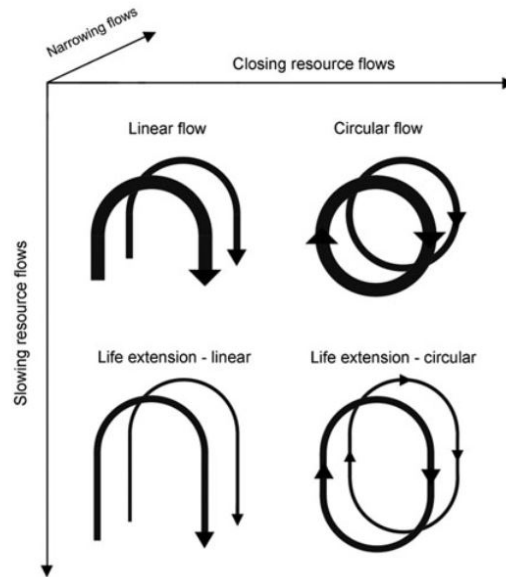 Narrowing flows
Closing resource flows
Linear flow
Circular flow
Slowing resource flows
Life extension - linear
Life extension - circular